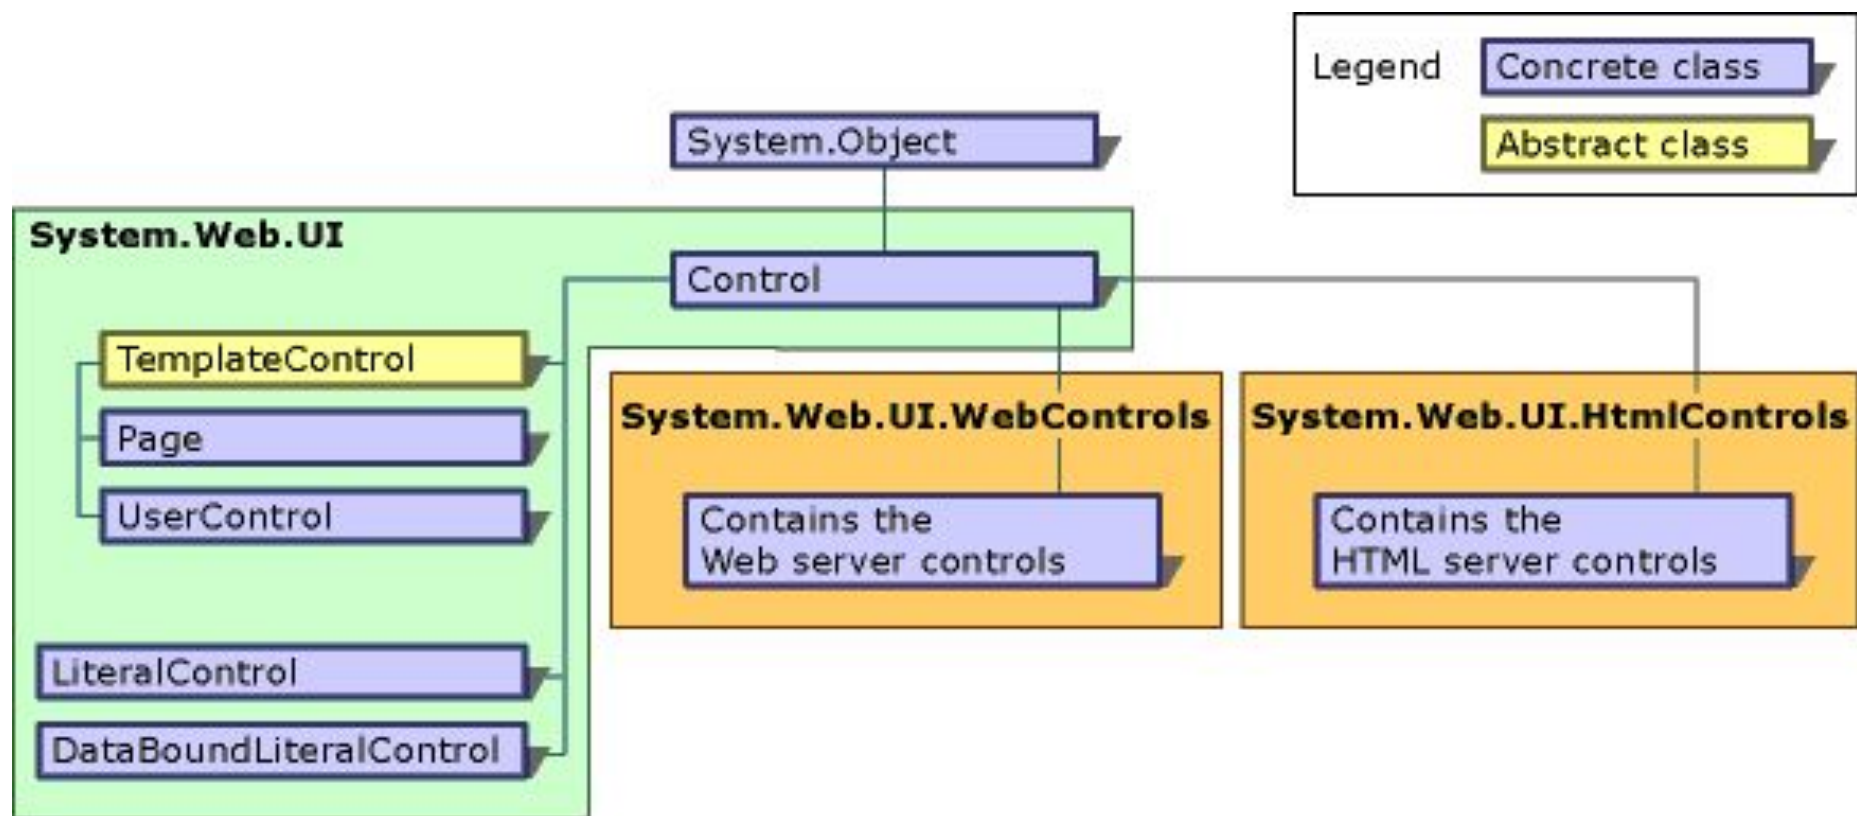 Legend
Concrete class
Abstract class
System.Object
System.Web.UI
Control
TemplateControl
Page
UserControl
LiteralControl
DataBoundLiteralControl
System.Web.UI.WebControls
Contains the
Web server controls
System.Web.UI.HtmlControls
Contains the
HTML server controls